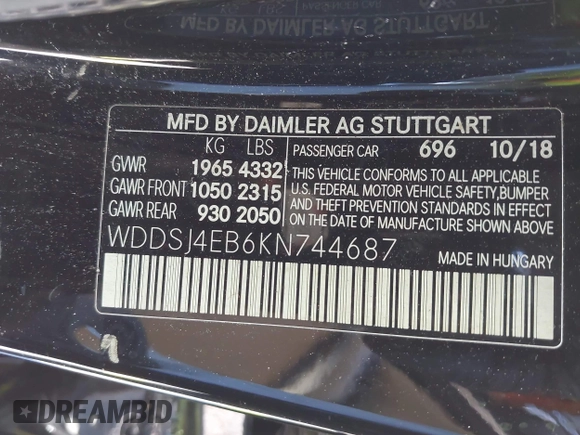 MFD BY DAIMLER AG STUTTGART
KG LBS
GVWR 1965 4332
GAWR FRONT 1050 2315
GAWR REAR 930 2050
PASSENGER CAR 696 10/18
THIS VEHICLE CONFORMS TO ALL APPLICABLE
U.S. FEDERAL MOTOR VEHICLE SAFETY,BUMPER
AND THEFT PREVENTION STANDARDS IN EFFECT
ON THE DATE OF MANUFACTURE SHOWN ABOVE
WDDSJ4EB6KN744687
MADE IN HUNGARY
DREAMBID